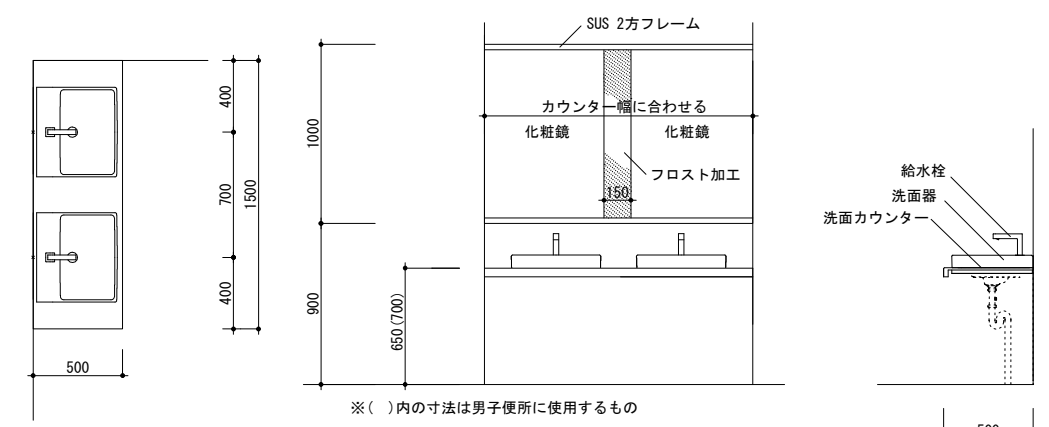 400
700
400
1500
500
SUS 2方フレーム
カウンター幅に合わせる
化粧鏡
化粧鏡
フロスト加工
150
1000
900
650(700)
※(　)内の寸法は男子便所に使用するもの
給水栓
洗面器
洗面カウンター